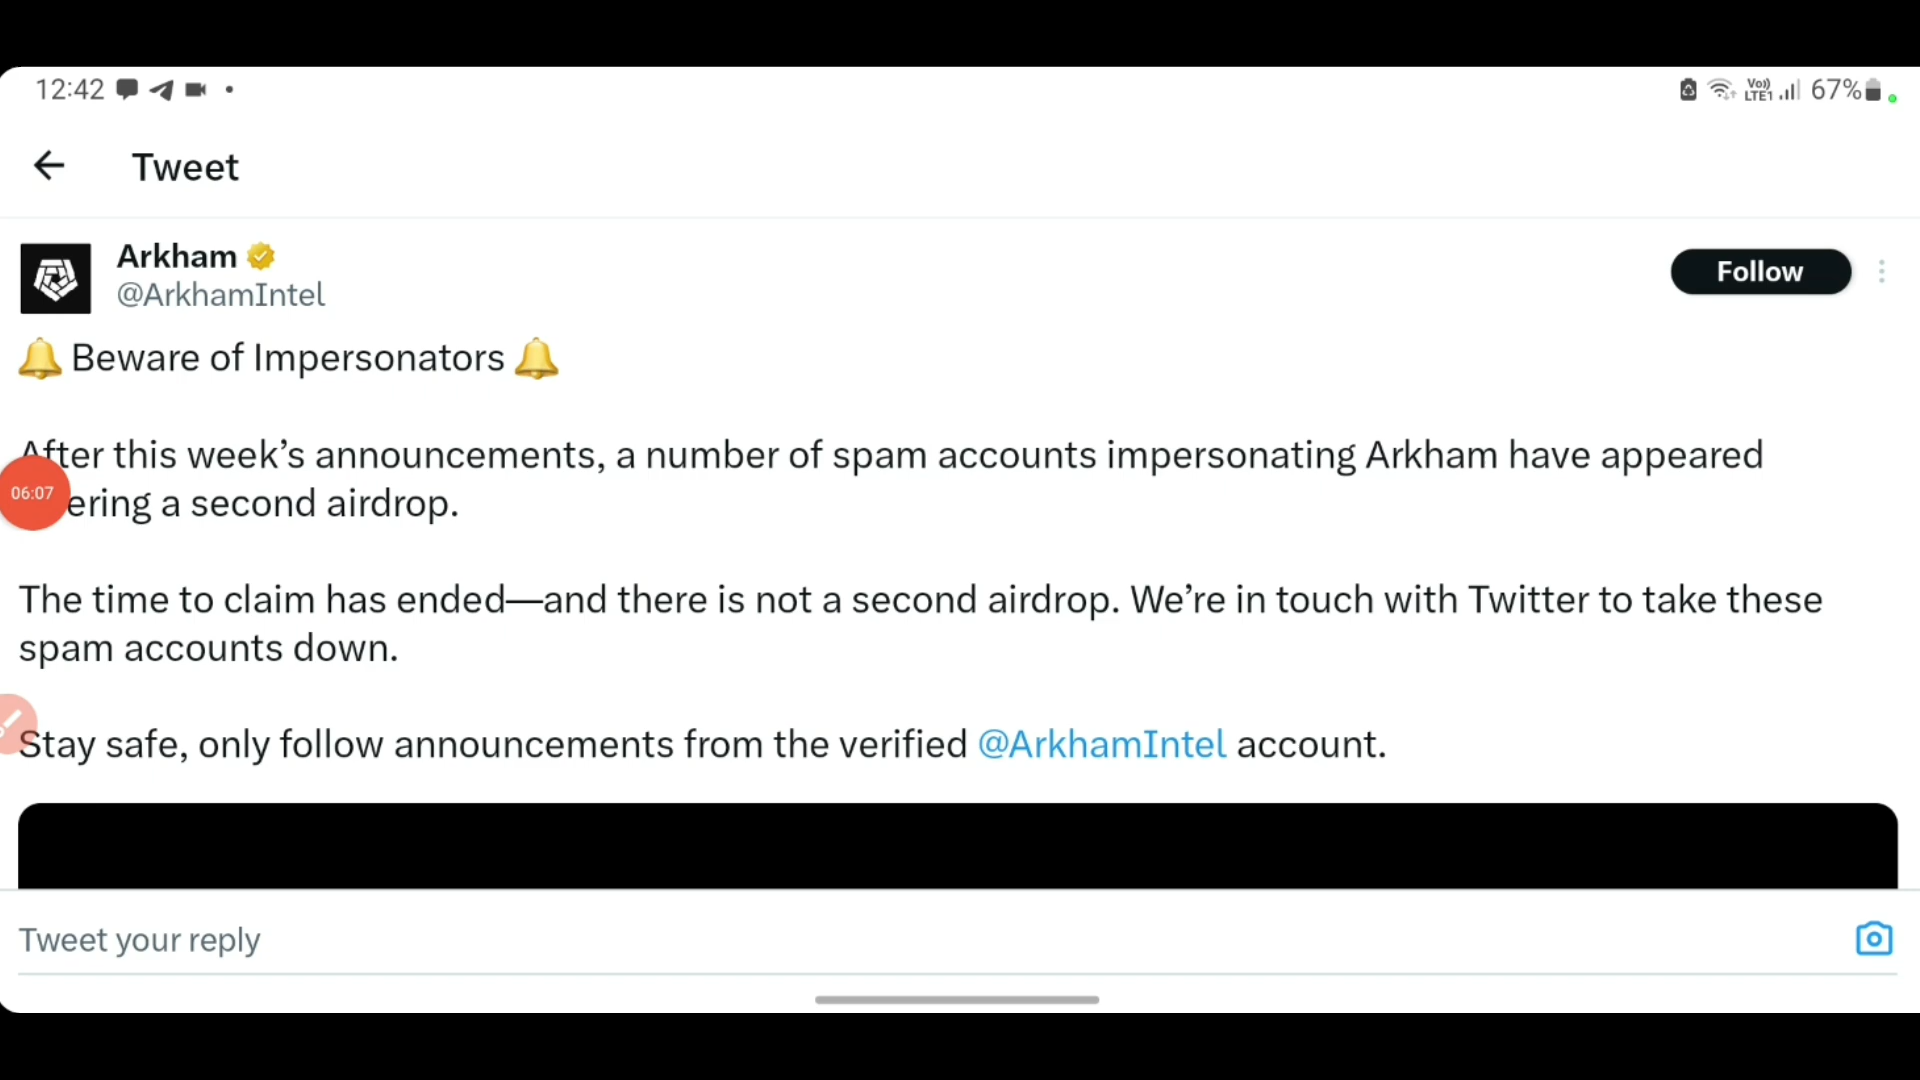 12:42
Vo))
LTE1
67%
Tweet
Arkham
@ArkhamIntel
Follow
🔔 Beware of Impersonators 🔔
After this week’s announcements, a number of spam accounts impersonating Arkham have appeared
06:07
ering a second airdrop.
The time to claim has ended—and there is not a second airdrop. We’re in touch with Twitter to take these
spam accounts down.
Stay safe, only follow announcements from the verified @ArkhamIntel account.
Tweet your reply